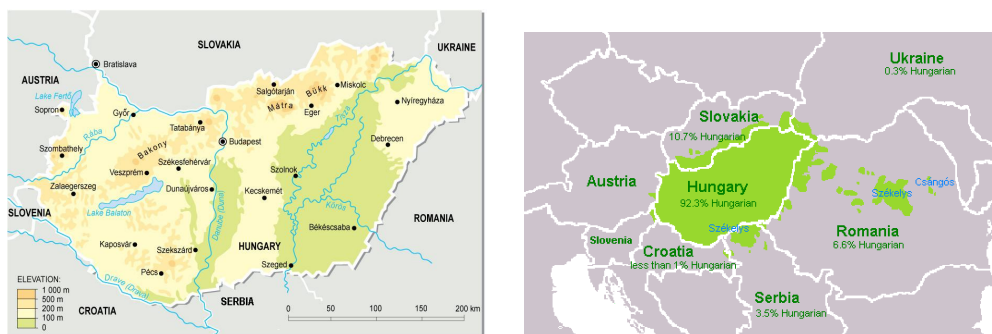 SLOVAKIA
UKRAINE
Bratislava
AUSTRIA
Lake Fertő
Sopron
Győr
Salgótarján
Bükk
Miskolc
Mátra
Eger
Tisza
Nyíregyháza
Rába
Tatabánya
Budapest
Debrecen
Szombathely
Bakony
Veszprém
Székesfehérvár
Szolnok
Zalaegerszeg
Dunaújváros
Kecskemét
Lake Balaton
Danube (Duna)
Körös
SLOVENIA
ROMANIA
Békéscsaba
Kaposvár
Szekszárd
HUNGARY
Szeged
Pécs
Drave (Dráva)
ELEVATION:
1 000 m
500 m
200 m
100 m
0
CROATIA
SERBIA
0 50 100 150 200 km
Ukraine
0.3% Hungarian
Slovakia
10.7% Hungarian
Austria
Hungary
92.3% Hungarian
Székelys
Csángós
Székelys
Romania
6.6% Hungarian
Slovenia
Croatia
less than 1% Hungarian
Serbia
3.5% Hungarian